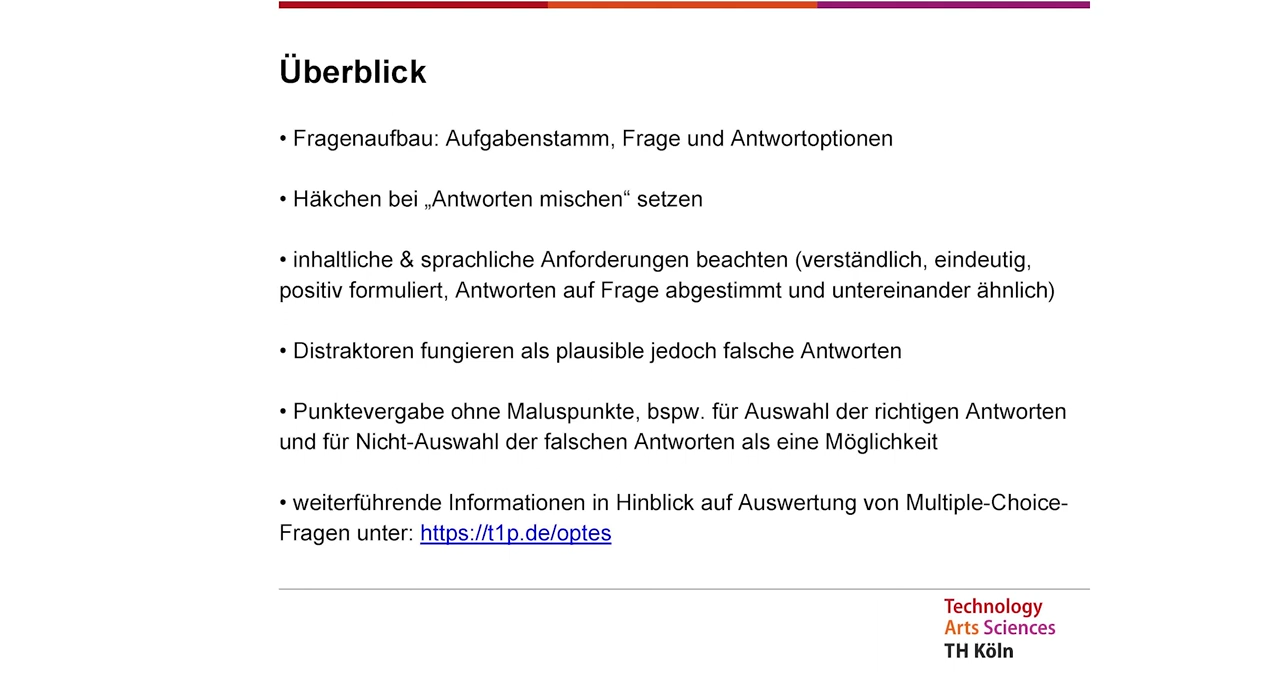 Überblick
• Fragenaufbau: Aufgabenstamm, Frage und Antwortoptionen
• Häkchen bei „Antworten mischen“ setzen
• inhaltliche & sprachliche Anforderungen beachten (verständlich, eindeutig,
positiv formuliert, Antworten auf Frage abgestimmt und untereinander ähnlich)
• Distraktoren fungieren als plausible jedoch falsche Antworten
• Punktevergabe ohne Maluspunkte, bspw. für Auswahl der richtigen Antworten
und für Nicht-Auswahl der falschen Antworten als eine Möglichkeit
• weiterführende Informationen in Hinblick auf Auswertung von Multiple-Choice-
Fragen unter: https://t1p.de/optes
Technology
Arts Sciences
TH Köln